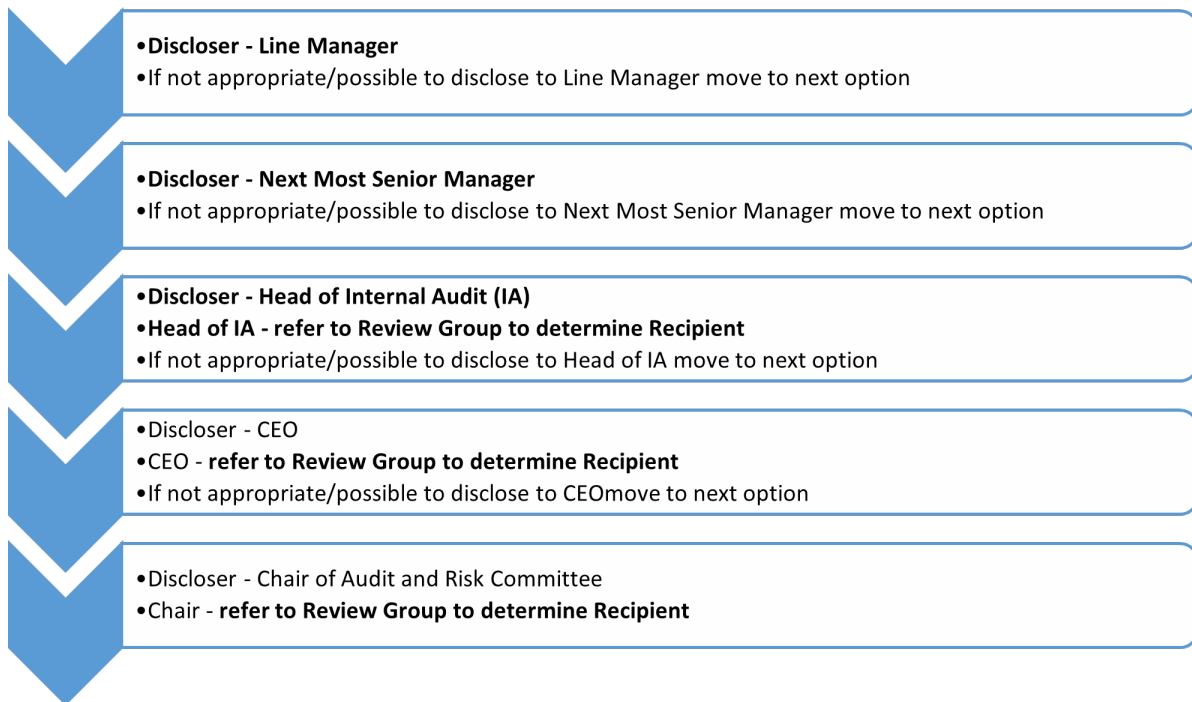 •Discloser - Line Manager
•If not appropriate/possible to disclose to Line Manager move to next option
•Discloser - Next Most Senior Manager
•If not appropriate/possible to disclose to Next Most Senior Manager move to next option
•Discloser - Head of Internal Audit (IA)
•Head of IA - refer to Review Group to determine Recipient
•If not appropriate/possible to disclose to Head of IA move to next option
•Discloser - CEO
•CEO - refer to Review Group to determine Recipient
•If not appropriate/possible to disclose to CEOmove to next option
•Discloser - Chair of Audit and Risk Committee
•Chair - refer to Review Group to determine Recipient